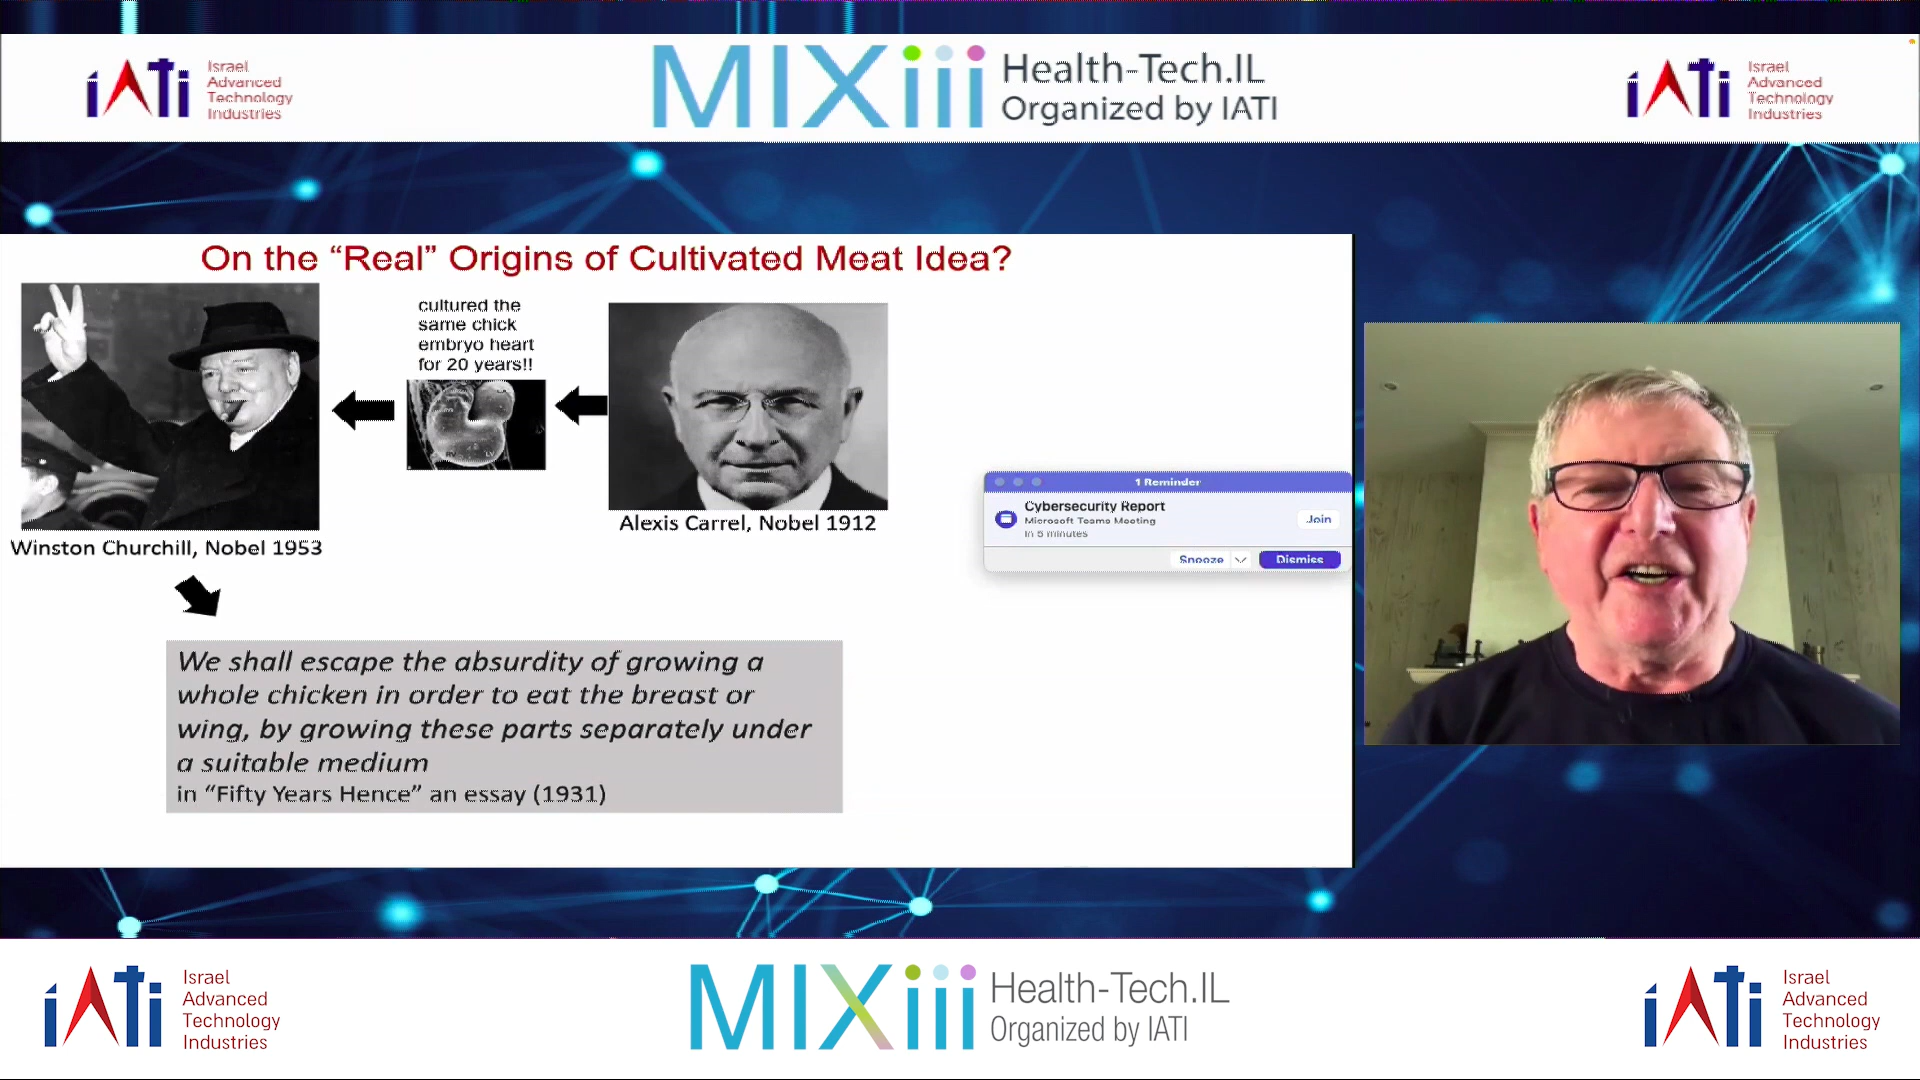 iATi
Israel
Advanced
Technology
Industries
MIXiii
Health-Tech.IL
Organized by IATI
iATi
Israel
Advanced
Technology
Industries
On the “Real” Origins of Cultivated Meat Idea?
cultured the
same chick
embryo heart
for 20 years!!
Alexis Carrel, Nobel 1912
Winston Churchill, Nobel 1953
1 Reminder
Cybersecurity Report
Microsoft Teams Meeting
In 5 minutes
Join
Snooze
Dismiss
We shall escape the absurdity of growing a
whole chicken in order to eat the breast or
wing, by growing these parts separately under
a suitable medium
in “Fifty Years Hence” an essay (1931)
iATi
Israel
Advanced
Technology
Industries
MIXiii
Health-Tech.IL
Organized by IATI
iATi
Israel
Advanced
Technology
Industries